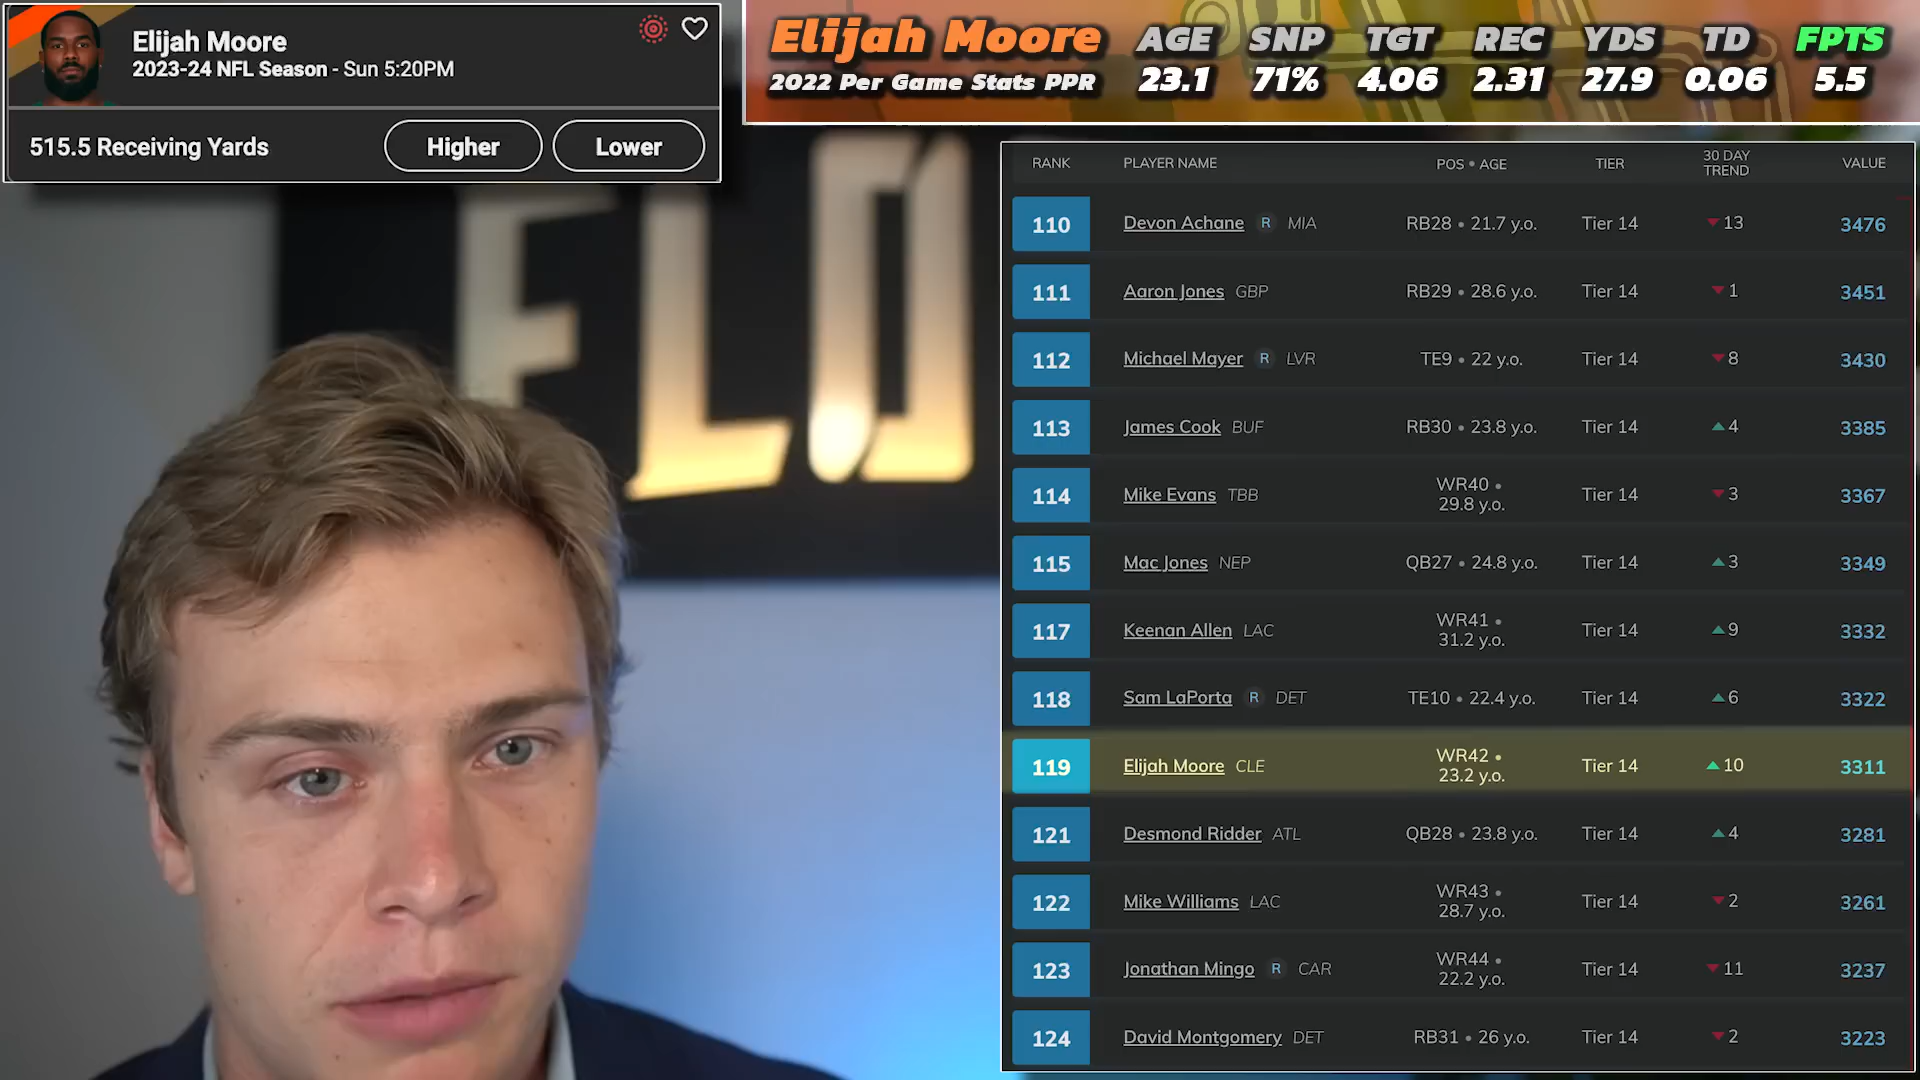 Elijah Moore
2023-24 NFL Season - Sun 5:20PM
515.5 Receiving Yards
Higher
Lower
Elijah Moore
2022 Per Game Stats PPR
AGE SNP TGT REC YDS TD FPTS
23.1 71% 4.06 2.31 27.9 0.06 5.5
FLO
RANK PLAYER NAME POS • AGE TIER 30 DAY TREND VALUE
110 Devon Achane R MIA RB28 • 21.7 y.o. Tier 14 13 3476
111 Aaron Jones GBP RB29 • 28.6 y.o. Tier 14 1 3451
112 Michael Mayer R LVR TE9 • 22 y.o. Tier 14 8 3430
113 James Cook BUF RB30 • 23.8 y.o. Tier 14 4 3385
114 Mike Evans TBB WR40 • 29.8 y.o. Tier 14 3 3367
115 Mac Jones NEP QB27 • 24.8 y.o. Tier 14 3 3349
117 Keenan Allen LAC WR41 • 31.2 y.o. Tier 14 9 3332
118 Sam LaPorta R DET TE10 • 22.4 y.o. Tier 14 6 3322
119 Elijah Moore CLE WR42 • 23.2 y.o. Tier 14 10 3311
121 Desmond Ridder ATL QB28 • 23.8 y.o. Tier 14 4 3281
122 Mike Williams LAC WR43 • 28.7 y.o. Tier 14 2 3261
123 Jonathan Mingo R CAR WR44 • 22.2 y.o. Tier 14 11 3237
124 David Montgomery DET RB31 • 26 y.o. Tier 14 2 3223